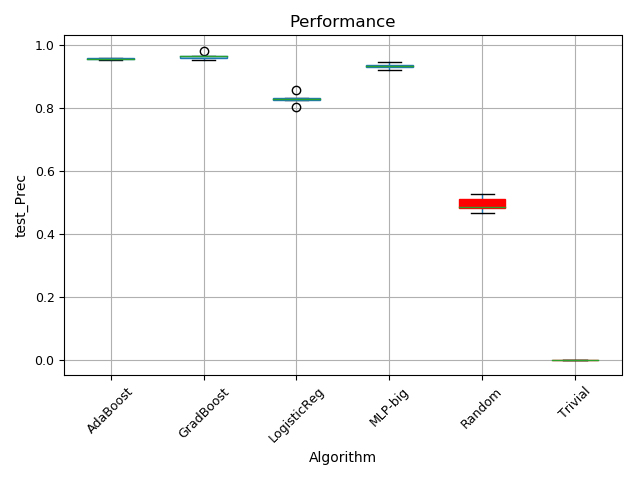 Performance
test_Prec
1.0
0.8
0.6
0.4
0.2
0.0
AdaBoost
GradBoost
LogisticReg
MLP-big
Random
Trivial
Algorithm